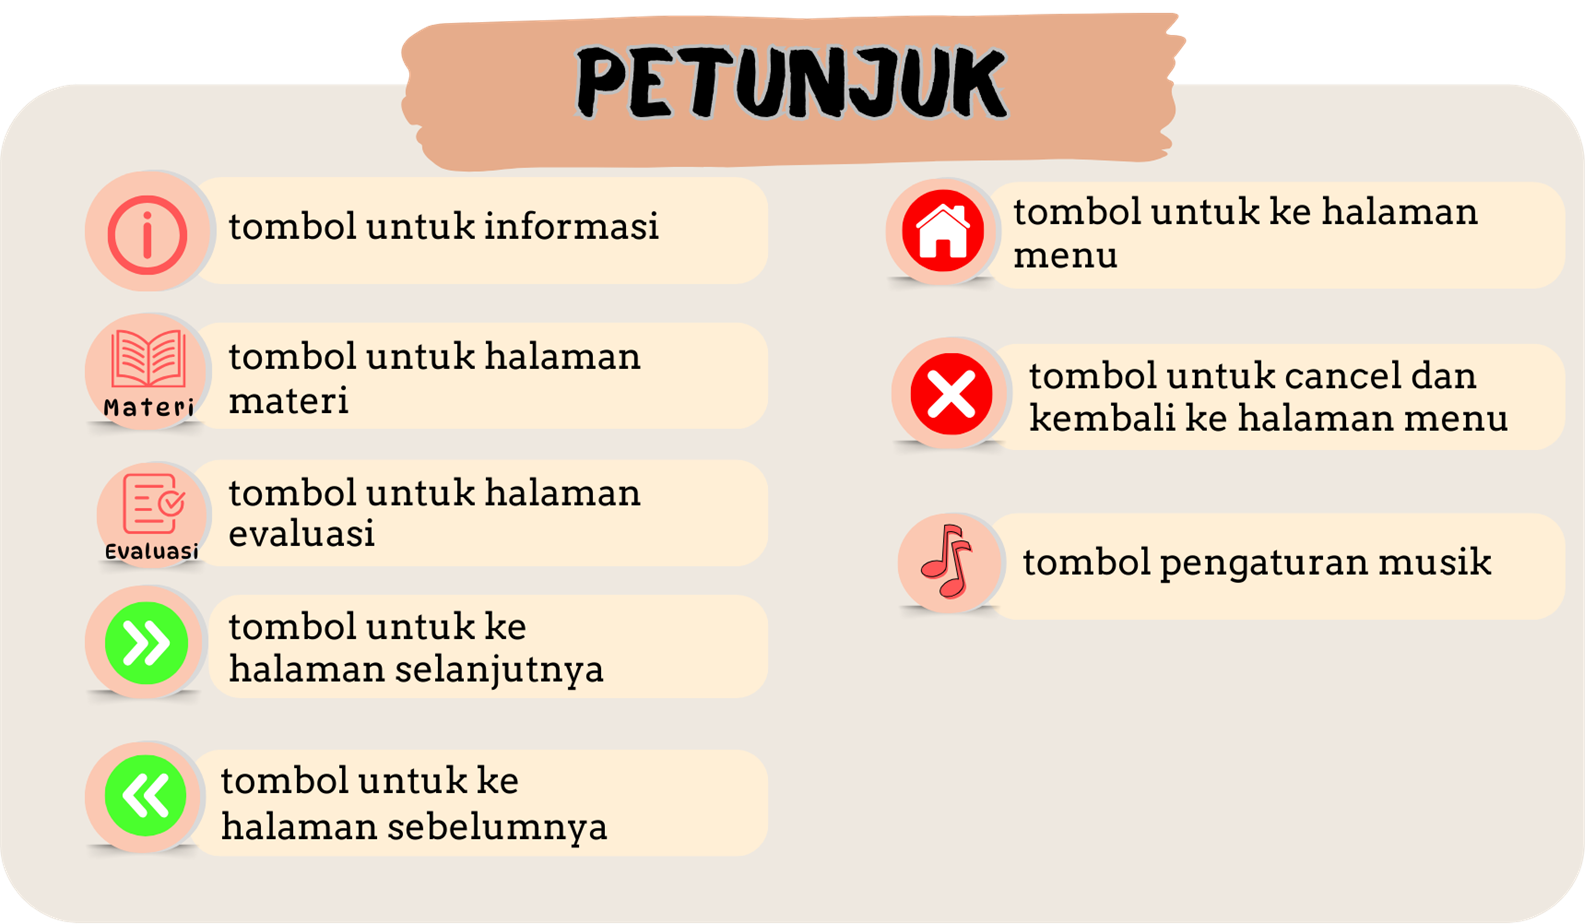 PETUNJUK
tombol untuk informasi
Materi
tombol untuk halaman
materi
Evaluasi
tombol untuk halaman
evaluasi
tombol untuk ke
halaman selanjutnya
tombol untuk ke
halaman sebelumnya
tombol untuk ke halaman
menu
tombol untuk cancel dan
kembali ke halaman menu
tombol pengaturan musik